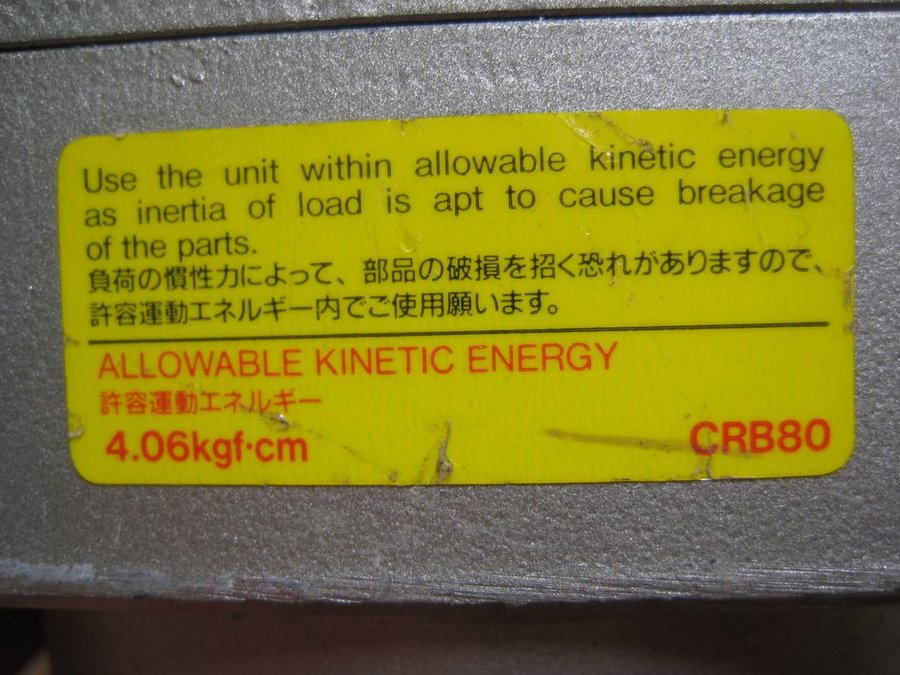 Use the unit within allowable kinetic energy
as inertia of load is apt to cause breakage
of the parts.
負荷の慣性力によって、部品の破損を招く恐れがありますので、
許容運動エネルギー内でご使用願います。
ALLOWABLE KINETIC ENERGY
許容運動エネルギー
4.06kgf·cm
CRB80